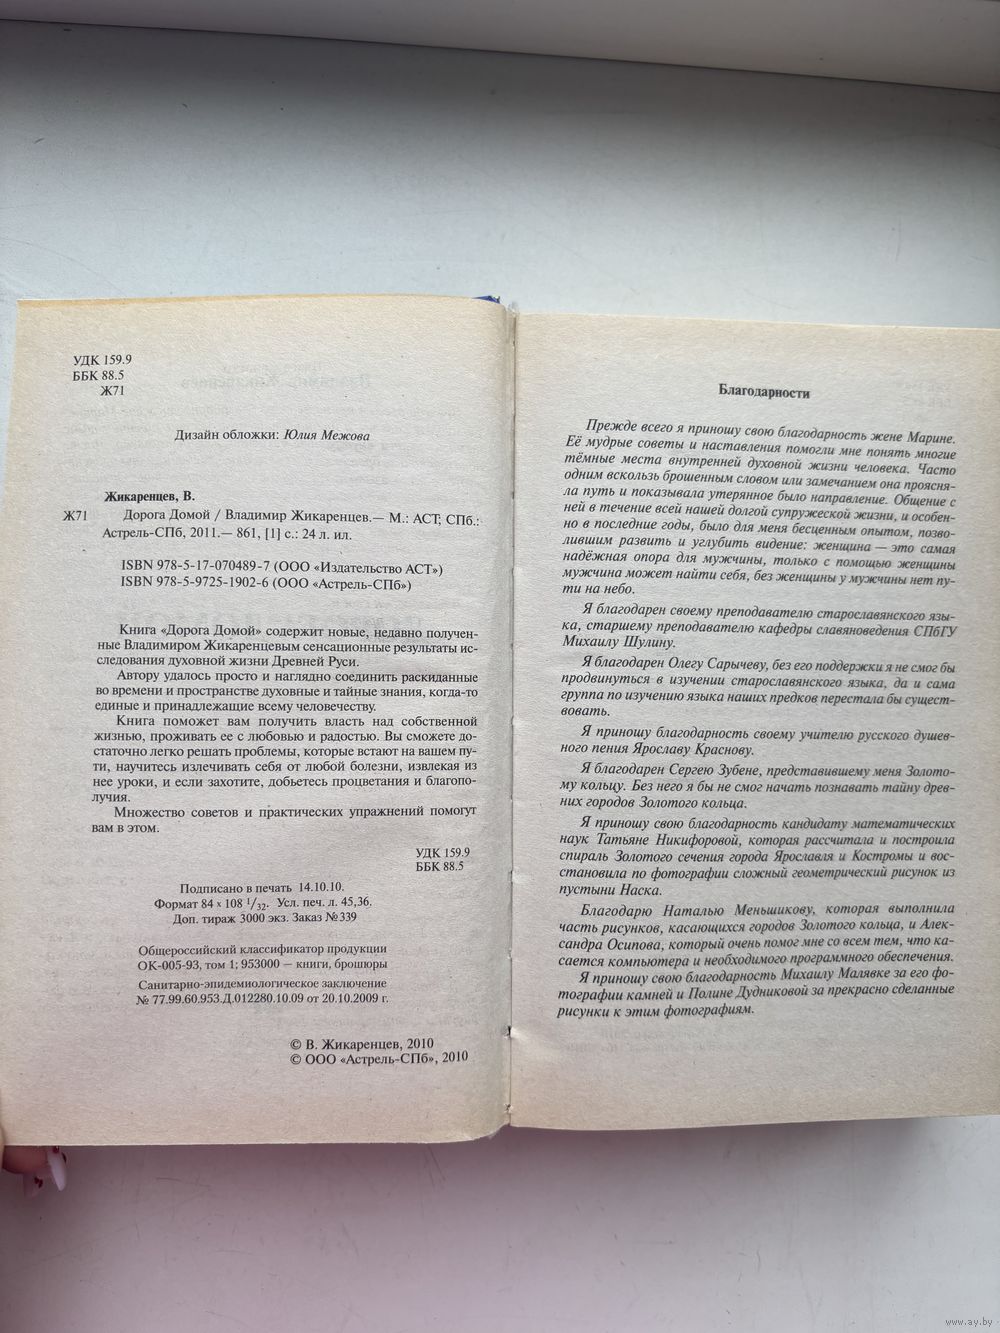 УДК 159.9
ББК 88.5
Ж71
Дизайн обложки: Юлия Межова
Жикаренцев, В.
Ж71 Дорога Домой / Владимир Жикаренцев.— М.: АСТ; СПб.:
Астрель-СПб, 2011.— 861, [1] с.: 24 л. ил.
ISBN 978-5-17-070489-7 (ООО «Издательство АСТ»)
ISBN 978-5-9725-1902-6 (ООО «Астрель-СПб»)
Книга «Дорога Домой» содержит новые, недавно получен-
ные Владимиром Жикаренцевым сенсационные результаты ис-
следования духовной жизни Древней Руси.
Автору удалось просто и наглядно соединить раскиданные
во времени и пространстве духовные и тайные знания, когда-то
единые и принадлежащие всему человечеству.
Книга поможет вам получить власть над собственной
жизнью, проживать ее с любовью и радостью. Вы сможете до-
статочно легко решать проблемы, которые встают на вашем пу-
ти, научитесь излечивать себя от любой болезни, извлекая из
нее уроки, и если захотите, добьетесь процветания и благопо-
лучия.
Множество советов и практических упражнений помогут
вам в этом.
УДК 159.9
ББК 88.5
Подписано в печать 14.10.10.
Формат 84 x 108 1/32. Усл. печ. л. 45,36.
Доп. тираж 3000 экз. Заказ № 339
Общероссийский классификатор продукции
ОК-005-93, том 1; 953000 — книги, брошюры
Санитарно-эпидемиологическое заключение
№ 77.99.60.953.Д.012280.10.09 от 20.10.2009 г.
© В. Жикаренцев, 2010
© ООО «Астрель-СПб», 2010
Благодарности
Прежде всего я приношу свою благодарность жене Марине.
Её мудрые советы и наставления помогли мне понять многие
тёмные места внутренней духовной жизни человека. Часто
одним вскользь брошенным словом или замечанием она проясня-
ла путь и показывала утерянное было направление. Общение с
ней в течение всей нашей долгой супружеской жизни, и особен-
но в последние годы, было для меня бесценным опытом, позво-
лившим развить и углубить видение: женщина — это самая
надёжная опора для мужчины, только с помощью женщины
мужчина может найти себя, без женщины у мужчины нет пу-
ти на небо.
Я благодарен своему преподавателю старославянского язы-
ка, старшему преподавателю кафедры славяноведения СПбГУ
Михаилу Шулину.
Я благодарен Олегу Сарычеву, без его поддержки я не смог бы
продвинуться в изучении старославянского языка, да и сама
группа по изучению языка наших предков перестала бы сущест-
вовать.
Я приношу благодарность своему учителю русского душев-
ного пения Ярославу Краснову.
Я благодарен Сергею Зубене, представившему меня Золото-
му кольцу. Без него я бы не смог начать познавать тайну древ-
них городов Золотого кольца.
Я приношу свою благодарность кандидату математических
наук Татьяне Никифоровой, которая рассчитала и построила
спираль Золотого сечения города Ярославля и Костромы и вос-
становила по фотографии сложный геометрический рисунок из
пустыни Наска.
Благодарю Наталью Меньшикову, которая выполнила
часть рисунков, касающихся городов Золотого кольца, и Алек-
сандра Осипова, который очень помог мне со всем тем, что ка-
сается компьютера и необходимого программного обеспечения.
Я приношу свою благодарность Михаилу Малявке за его фо-
тографии камней и Полине Дудниковой за прекрасно сделанные
рисунки к этим фотографиям.
www.ay.by